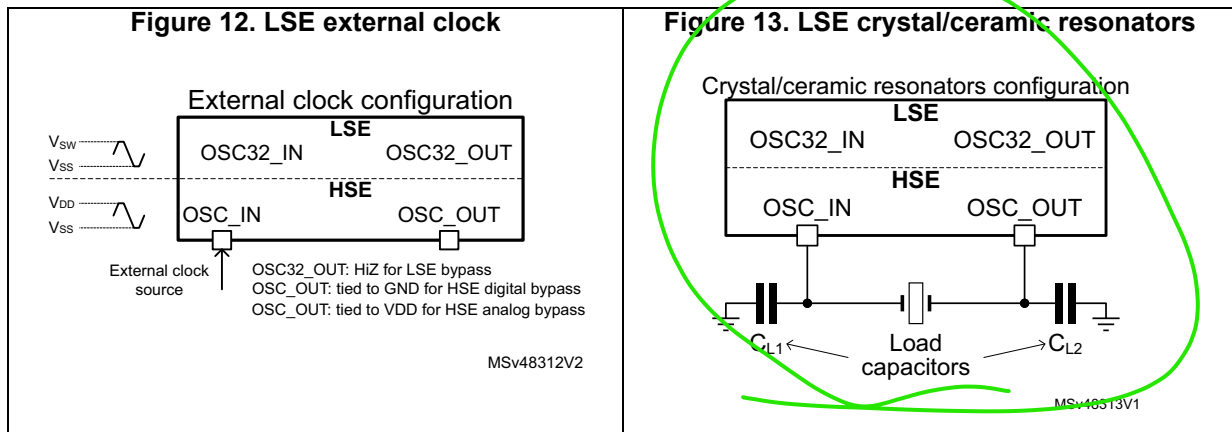 Figure 12. LSE external clock
External clock configuration
LSE
VSW
VSS
OSC32_IN OSC32_OUT
HSE
VDD
VSS
OSC_IN OSC_OUT
External clock
source
OSC32_OUT: HiZ for LSE bypass
OSC_OUT: tied to GND for HSE digital bypass
OSC_OUT: tied to VDD for HSE analog bypass
MSv48312V2
Figure 13. LSE crystal/ceramic resonators
Crystal/ceramic resonators configuration
LSE
OSC32_IN OSC32_OUT
HSE
OSC_IN OSC_OUT
CL1 Load CL2
capacitors
MSv48313V1